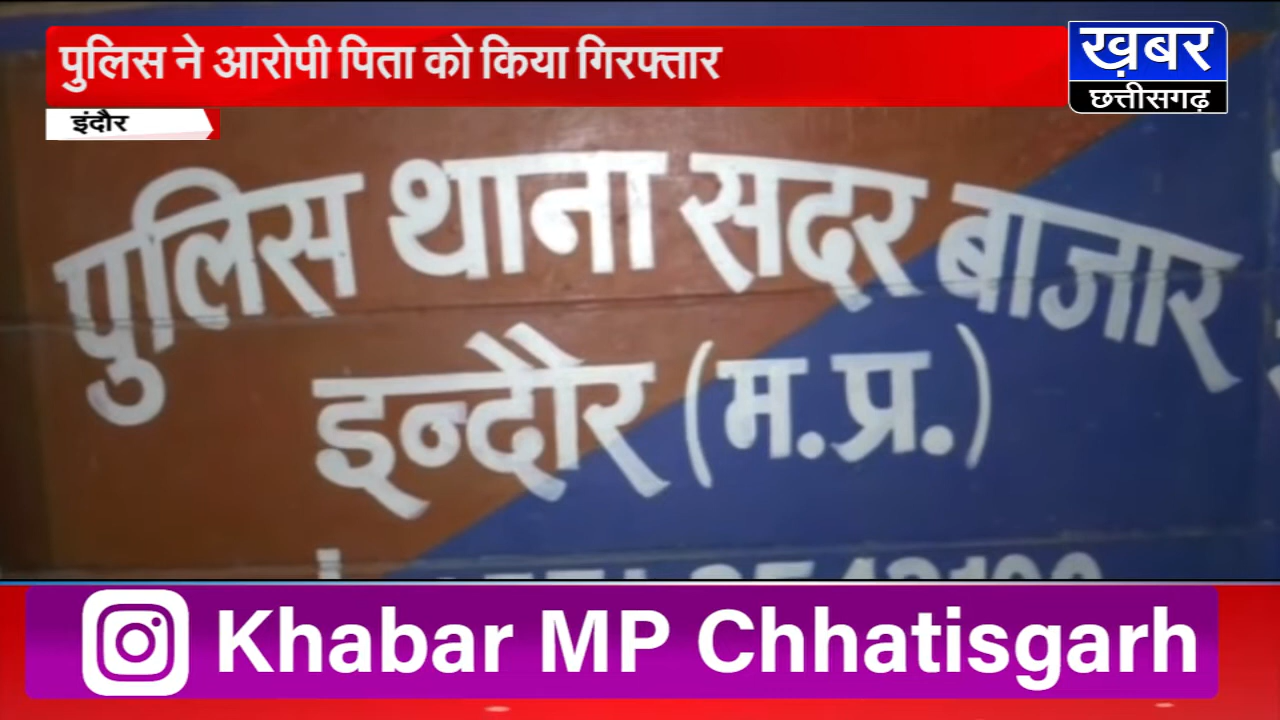 पुलिस ने आरोपी पिता को किया गिरफ्तार
ख़बर
छत्तीसगढ़
इंदौर
पुलिस थाना सदर बाजार
इन्दौर (म.प्र.)
Khabar MP Chhatisgarh